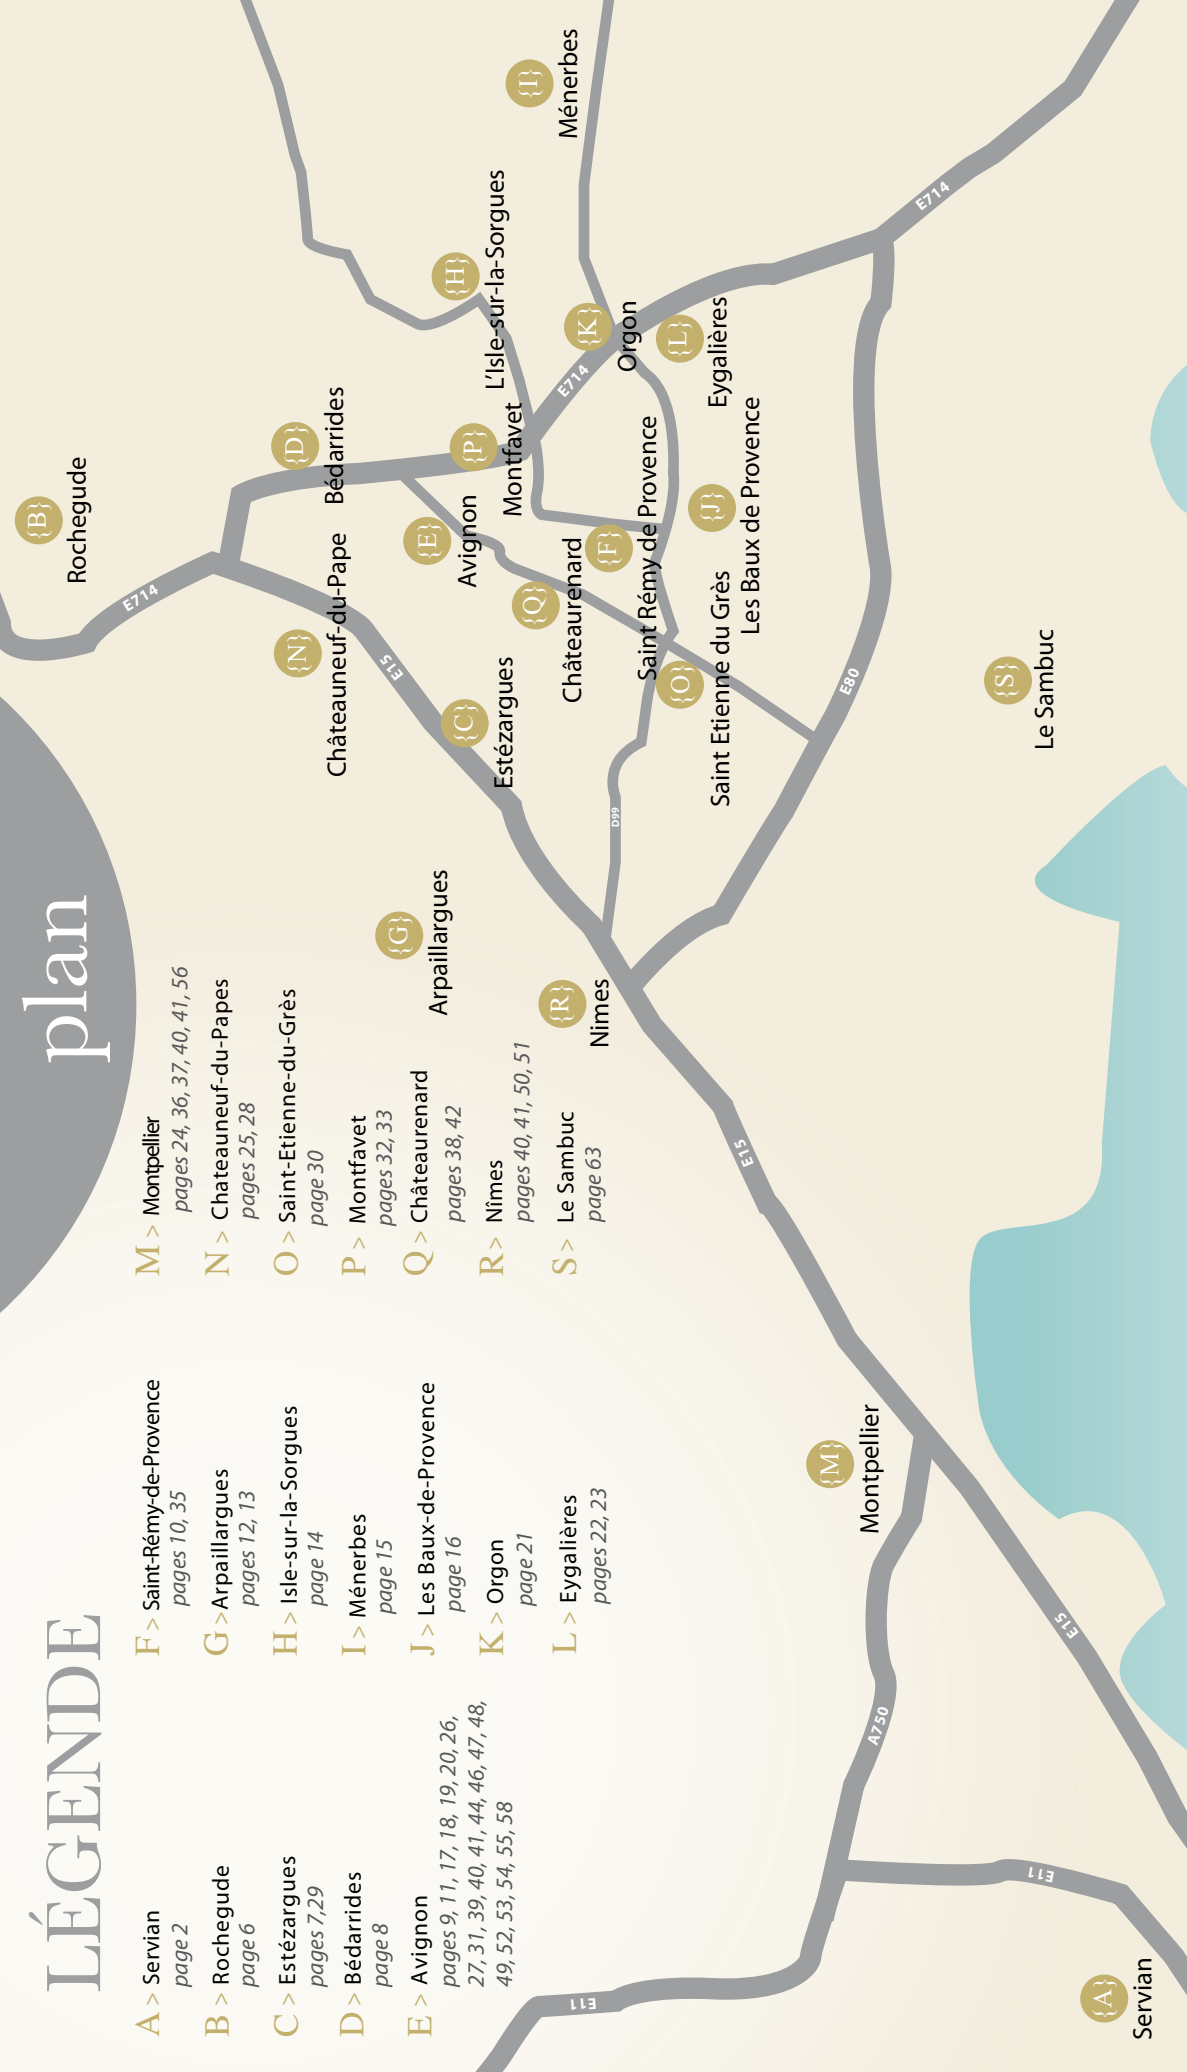 plan
LÉGENDE
A > Servian
page 2
B > Rochegude
page 6
C > Estézargues
pages 7,29
D > Bédarrides
page 8
E > Avignon
pages 9, 11, 17, 18, 19, 20, 26,
27, 31, 39, 40, 41, 44, 46, 47, 48,
49, 52, 53, 54, 55, 58
F > Saint-Rémy-de-Provence
pages 10, 35
G > Arpaillargues
pages 12, 13
H > Isle-sur-la-Sorgues
page 14
I > Ménerbes
page 15
J > Les Baux-de-Provence
page 16
K > Orgon
page 21
L > Eygalières
pages 22, 23
M > Montpellier
pages 24, 36, 37, 40, 41, 56
N > Chateauneuf-du-Papes
pages 25, 28
O > Saint-Etienne-du-Grès
page 30
P > Montfavet
pages 32, 33
Q > Châteaurenard
pages 38, 42
R > Nîmes
pages 40, 41, 50, 51
S > Le Sambuc
page 63
{B}
Rochegude
E714
{D}
Bédarrides
{N}
Châteauneuf-du-Pape
E15
{H}
L'Isle-sur-la-Sorgues
{I}
Ménerbes
{P}
Montfavet
{E}
Avignon
{C}
Estézargues
{G}
Arpaillargues
{Q}
Châteaurenard
E714
{K}
Orgon
{F}
Saint Rémy de Provence
{L}
Eygalières
{J}
Les Baux de Provence
{O}
Saint Etienne du Grès
D99
{R}
Nimes
E714
E80
{S}
Le Sambuc
E15
{M}
Montpellier
A750
E15
E11
E11
{A}
Servian